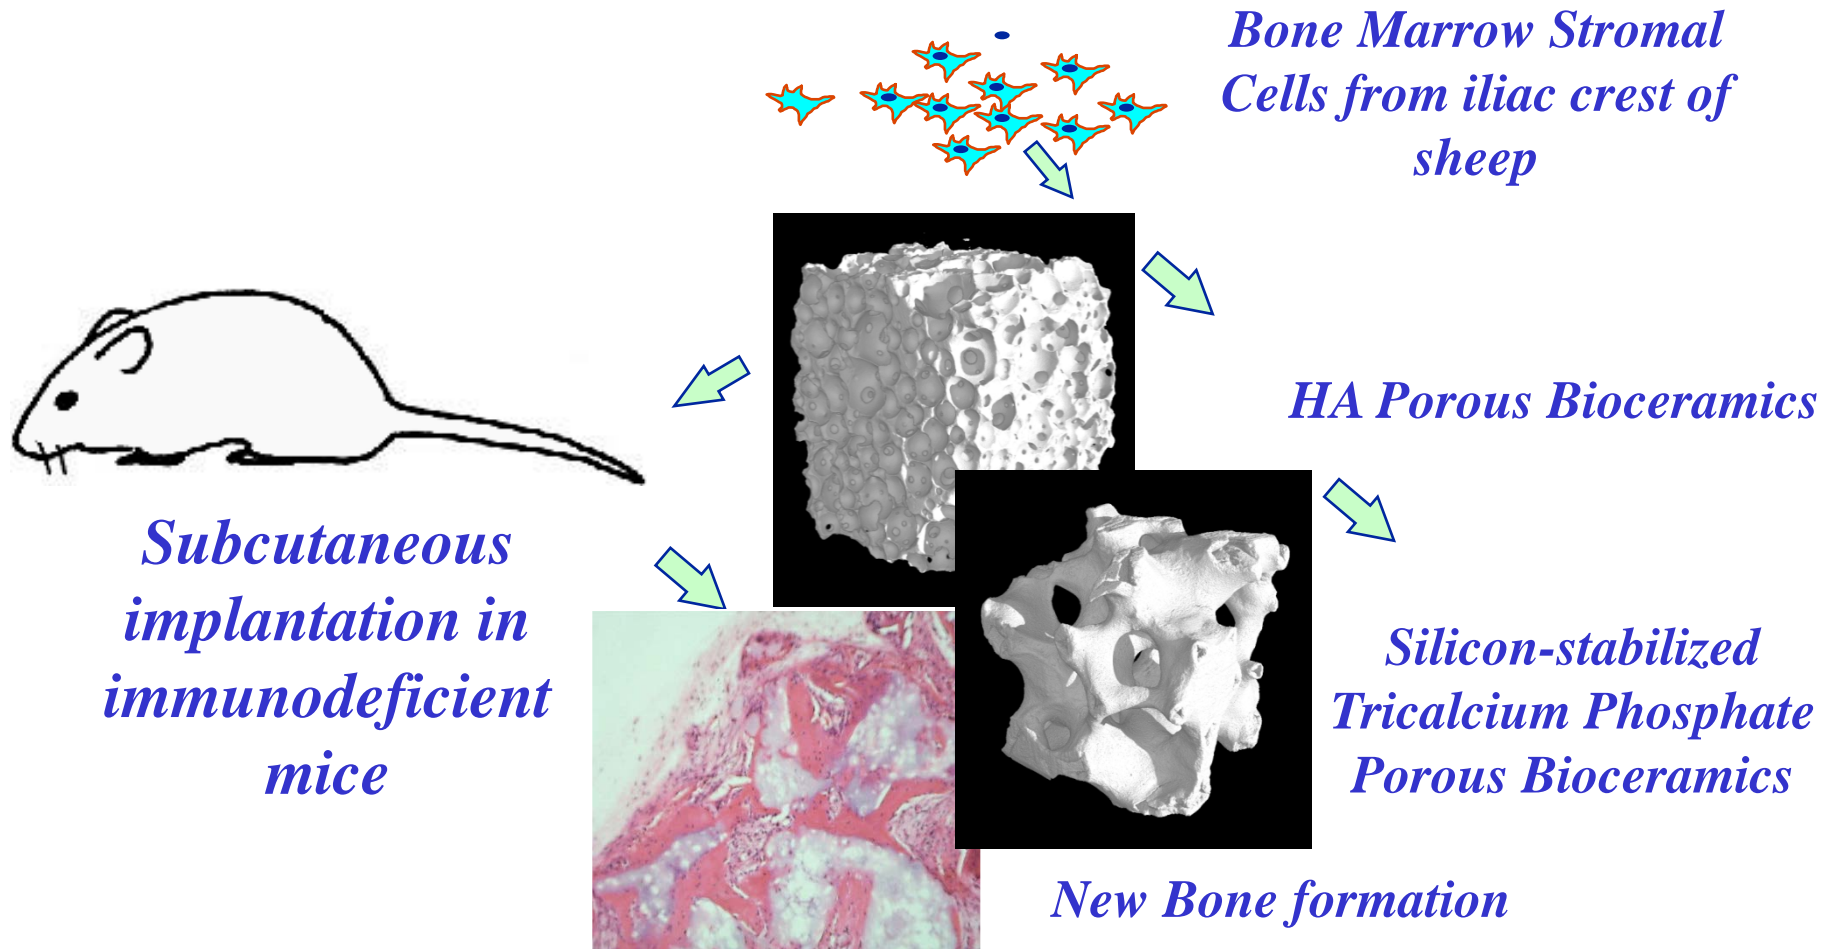 Bone Marrow Stromal
Cells from iliac crest of
sheep
HA Porous Bioceramics
Subcutaneous
implantation in
immunodeficient
mice
Silicon-stabilized
Tricalcium Phosphate
Porous Bioceramics
New Bone formation